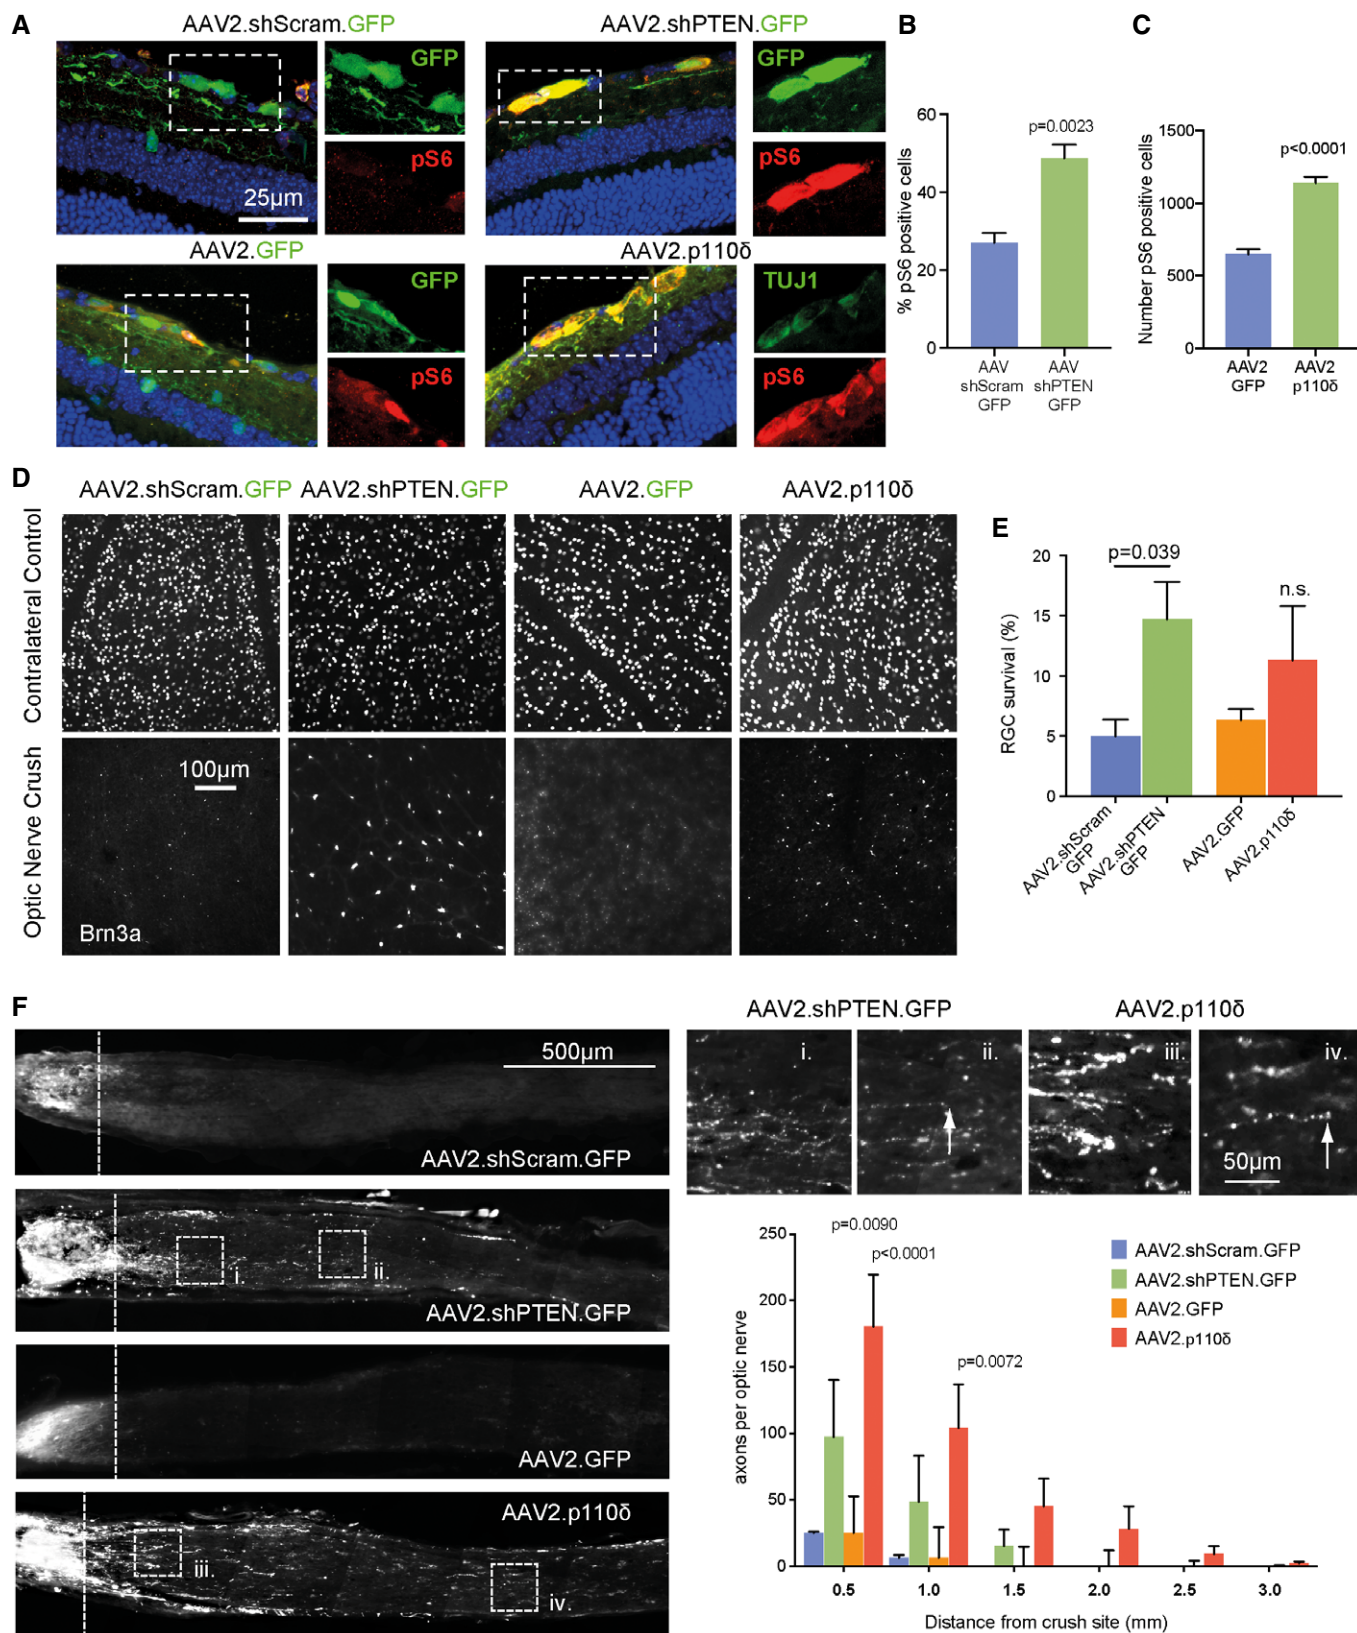 A
AAV2.shScram.GFP
AAV2.shPTEN.GFP
GFP
pS6
25µm
GFP
pS6
AAV2.GFP
AAV2.p110δ
GFP
pS6
TUJ1
pS6
B
% pS6 positive cells
60
40
20
0
p=0.0023
AAV
shScram
GFP
AAV
shPTEN
GFP
C
Number pS6 positive cells
1500
1000
500
0
p<0.0001
AAV2
GFP
AAV2
p110δ
D
AAV2.shScram.GFP
AAV2.shPTEN.GFP
AAV2.GFP
AAV2.p110δ
Contralateral Control
Optic Nerve Crush
100µm
Brn3a
E
RGC survival (%)
20
15
10
5
0
p=0.039
n.s.
AAV2.shScram
GFP
AAV2.shPTEN
GFP
AAV2.GFP
AAV2.p110δ
F
500µm
AAV2.shScram.GFP
i.
ii.
AAV2.shPTEN.GFP
AAV2.GFP
AAV2.p110δ
iii.
iv.
AAV2.shPTEN.GFP
AAV2.p110δ
i.
ii.
iii.
iv.
50µm
axons per optic nerve
250
200
150
100
50
0
p=0.0090
p<0.0001
p=0.0072
AAV2.shScram.GFP
AAV2.shPTEN.GFP
AAV2.GFP
AAV2.p110δ
0.5
1.0
1.5
2.0
2.5
3.0
Distance from crush site (mm)